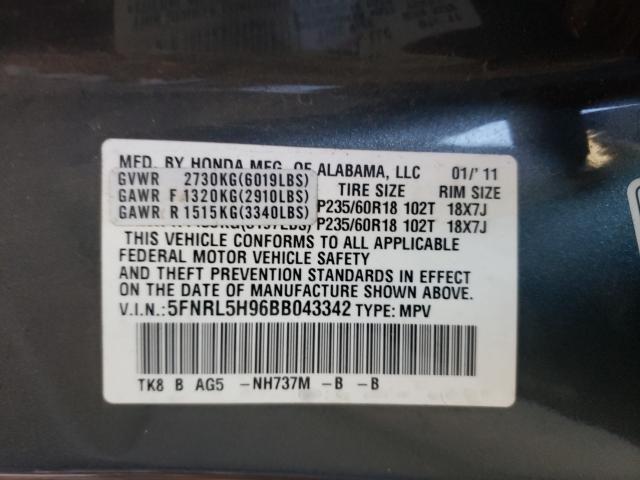 MFD. BY HONDA MFG. OF ALABAMA, LLC 01/'11
GVWR 2730KG(6019LBS) TIRE SIZE RIM SIZE
GAWR F 1320KG(2910LBS) P235/60R18 102T 18X7J
GAWR R 1515KG(3340LBS) P235/60R18 102T 18X7J
THIS VEHICLE CONFORMS TO ALL APPLICABLE
FEDERAL MOTOR VEHICLE SAFETY
AND THEFT PREVENTION STANDARDS IN EFFECT
ON THE DATE OF MANUFACTURE SHOWN ABOVE.
V.I.N.:5FNRL5H96BB043342 TYPE: MPV
TK8 B AG5 -NH737M -B -B